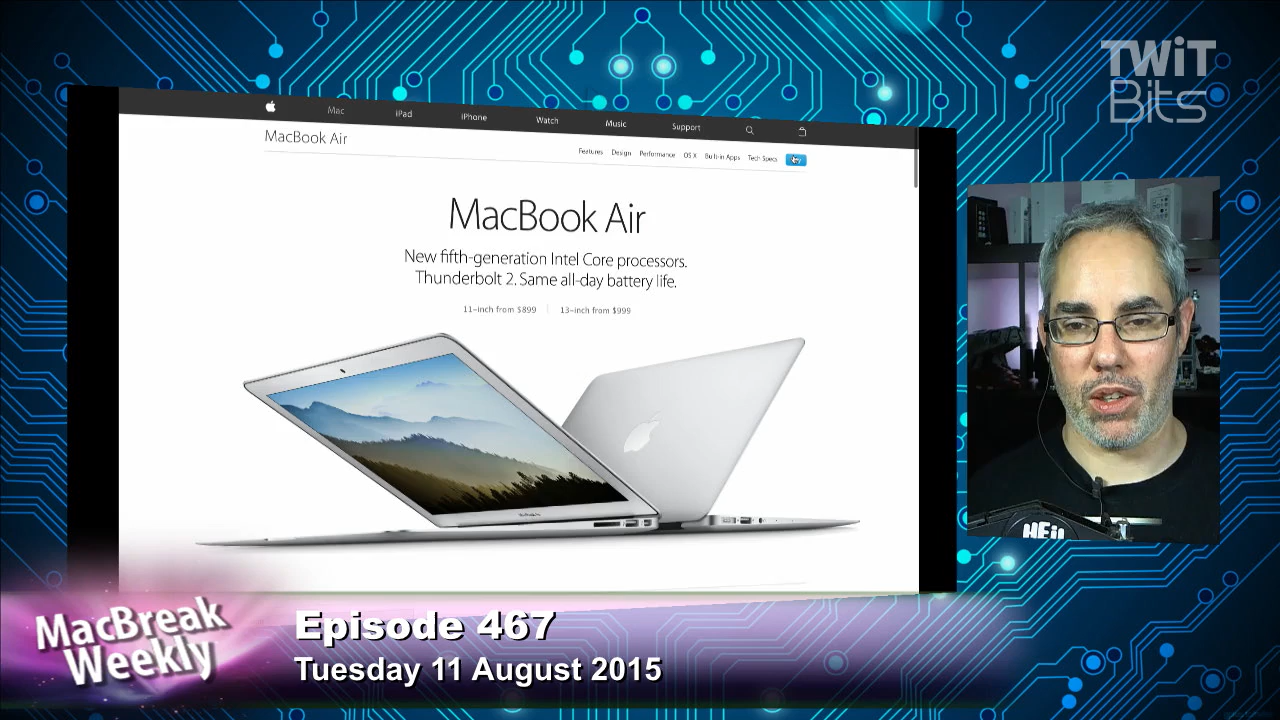 TWiT
Bits
Mac iPad iPhone Watch Music Support
MacBook Air
Features Design Performance OS X Built-in Apps Tech Specs
MacBook Air
New fifth-generation Intel Core processors.
Thunderbolt 2. Same all-day battery life.
11-inch from $899 | 13-inch from $999
MacBreak
Weekly
Episode 467
Tuesday 11 August 2015